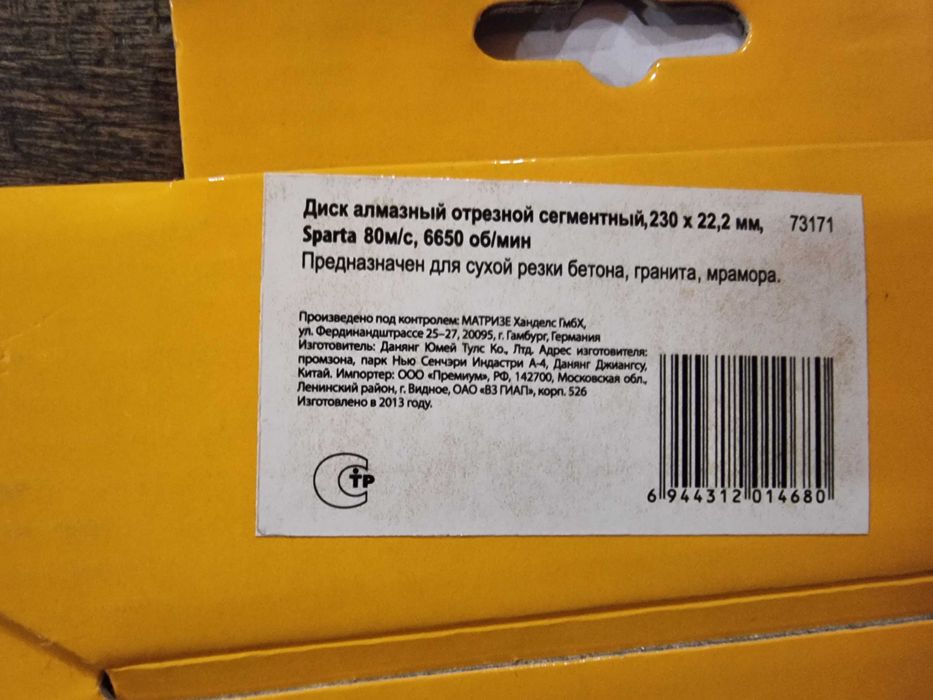 Диск алмазный отрезной сегментный, 230 х 22,2 мм, 73171
Sparta 80м/с, 6650 об/мин
Предназначен для сухой резки бетона, гранита, мрамора.
Произведено под контролем: МАТРИЗЕ Ханделс ГмбХ,
ул. Фердинандштрассе 25-27, 20095, г. Гамбург, Германия
Изготовитель: Данянг Юмей Тулс Ко., Лтд. Адрес изготовителя:
промзона, парк Нью Сенчэри Индастри А-4, Данянг Джиангсу,
Китай. Импортер: ООО «Премиум», РФ, 142700, Московская обл.,
Ленинский район, г. Видное, ОАО «ВЗ ГИАП», корп. 526
Изготовлено в 2013 году.
СТР
6 944312 014680